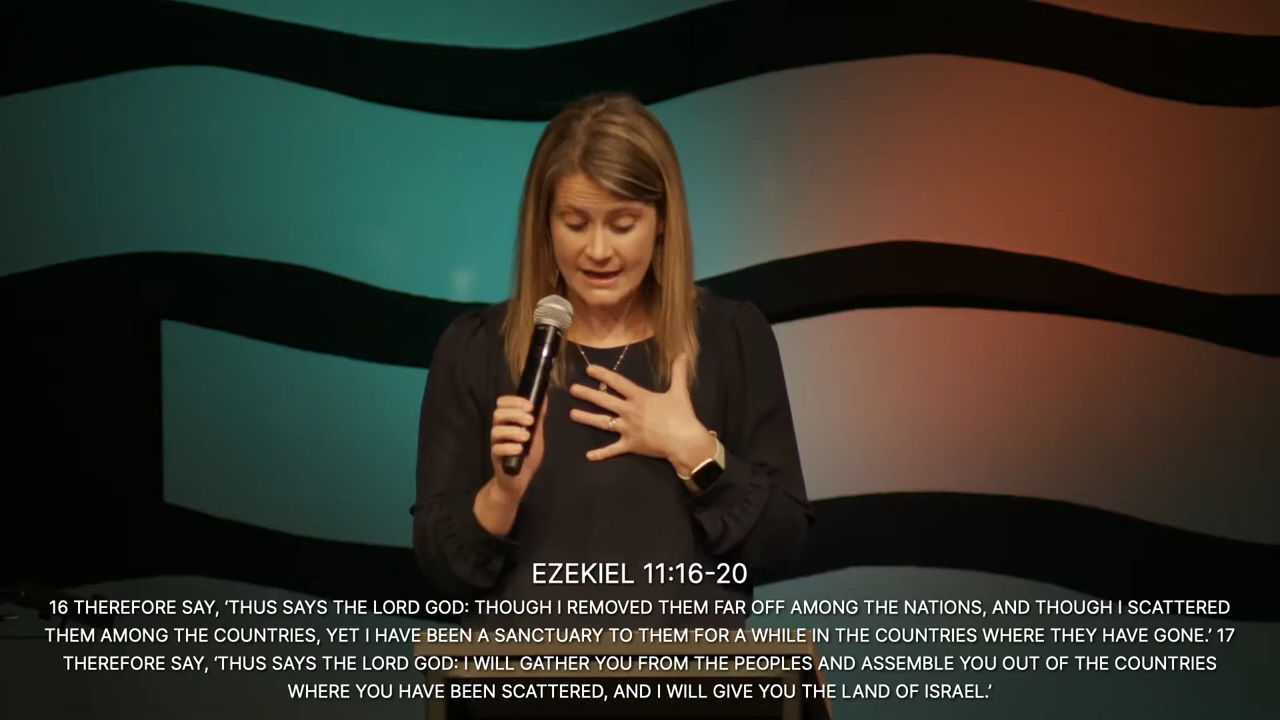 EZEKIEL 11:16-20
16 THEREFORE SAY, ‘THUS SAYS THE LORD GOD: THOUGH I REMOVED THEM FAR OFF AMONG THE NATIONS, AND THOUGH I SCATTERED
THEM AMONG THE COUNTRIES, YET I HAVE BEEN A SANCTUARY TO THEM FOR A WHILE IN THE COUNTRIES WHERE THEY HAVE GONE.’ 17
THEREFORE SAY, ‘THUS SAYS THE LORD GOD: I WILL GATHER YOU FROM THE PEOPLES AND ASSEMBLE YOU OUT OF THE COUNTRIES
WHERE YOU HAVE BEEN SCATTERED, AND I WILL GIVE YOU THE LAND OF ISRAEL.’